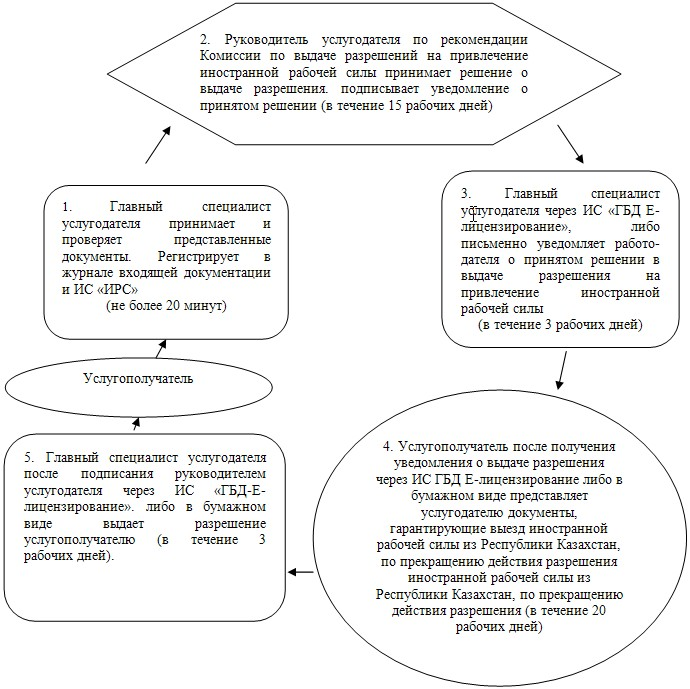 2. Руководитель услугодателя по рекомендации
Комиссии по выдаче разрешений на привлечение
иностранной рабочей силы принимает решение о
выдаче разрешения. подписывает уведомление о
принятом решении (в течение 15 рабочих дней)
1. Главный специалист
услугодателя принимает и
проверяет представленные
документы. Регистрирует в
журнале входящей документации
и ИС «ИРС»
(не более 20 минут)
3. Главный специалист
услугодателя через ИС «ГБД Е-
лицензирование», либо
письменно уведомляет работо-
дателя о принятом решении в
выдаче разрешения на
привлечение иностранной
рабочей силы
(в течение 3 рабочих дней)
Услугополучатель
4. Услугополучатель после получения
уведомления о выдаче разрешения
через ИС ГБД Е-лицензирование либо в
бумажном виде представляет
услугодателю документы,
гарантирующие выезд иностранной
рабочей силы из Республики Казахстан,
по прекращению действия разрешения
иностранной рабочей силы из
Республики Казахстан, по прекращению
действия разрешения (в течение 20
рабочих дней)
5. Главный специалист услугодателя
после подписания руководителем
услугодателя через ИС «ГБД-Е-
лицензирование». либо в бумажном
виде выдает разрешение
услугополучателю (в течение 3
рабочих дней).